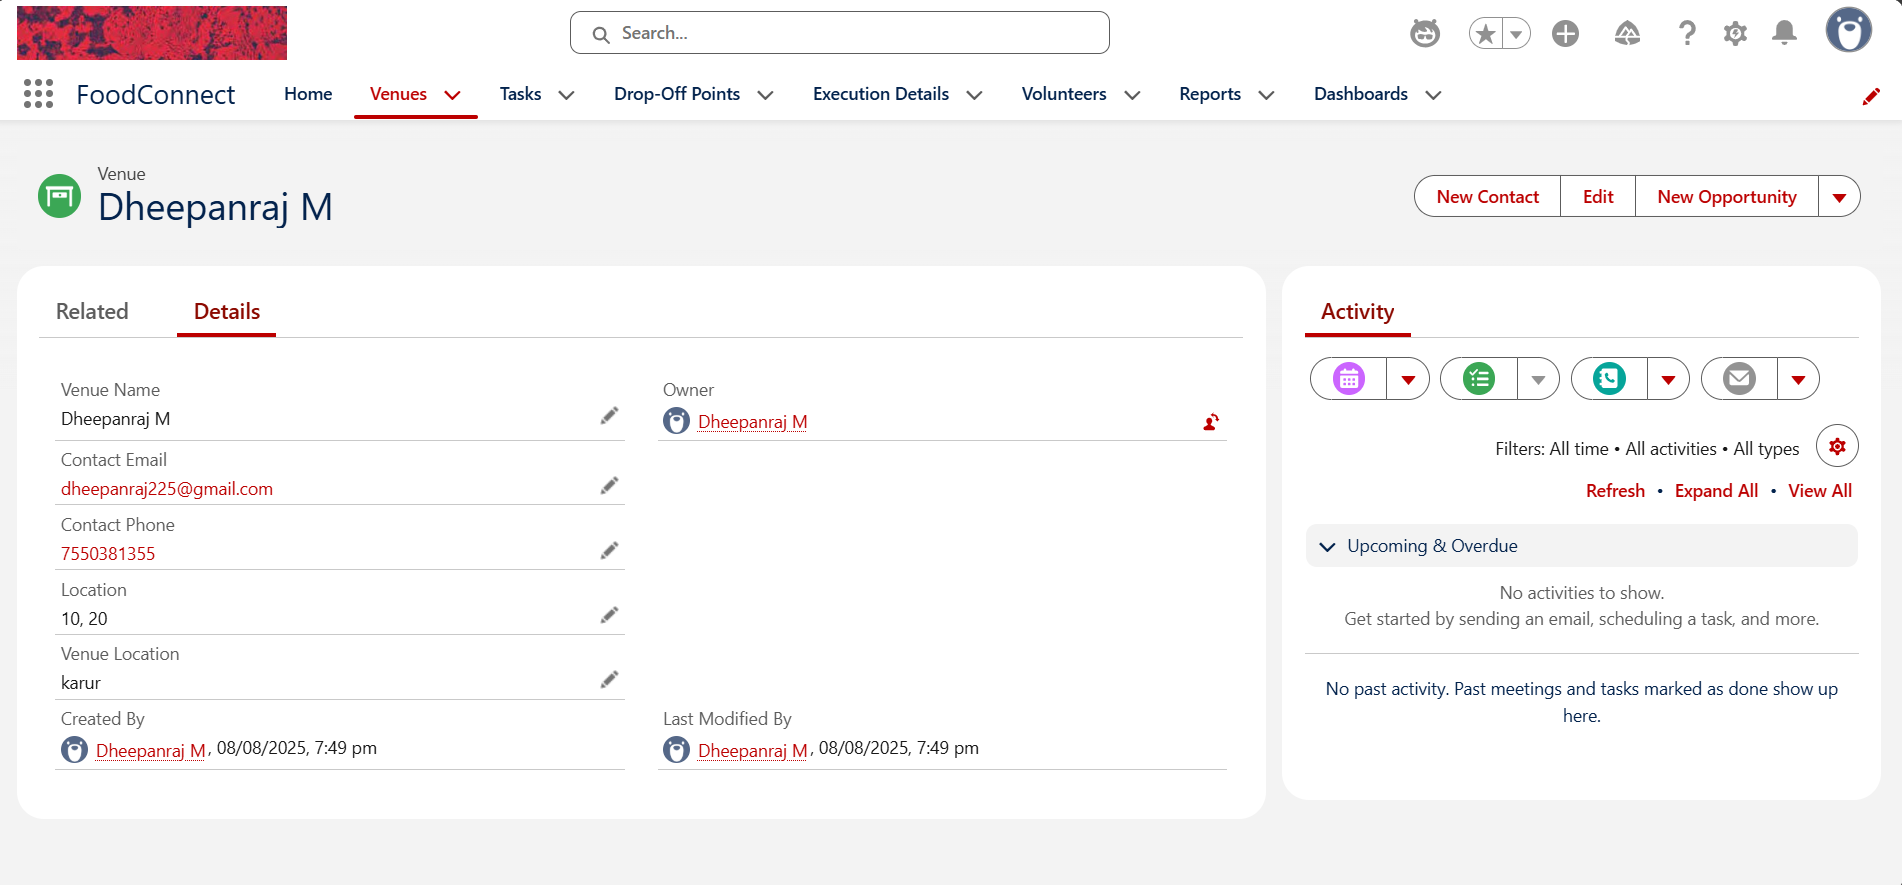 Search...
FoodConnect
Home
Venues
Tasks
Drop-Off Points
Execution Details
Volunteers
Reports
Dashboards
Venue
Dheepanraj M
New Contact
Edit
New Opportunity
Related
Details
Venue Name
Dheepanraj M
Owner
Dheepanraj M
Contact Email
dheepanraj225@gmail.com
Contact Phone
7550381355
Location
10, 20
Venue Location
karur
Created By
Dheepanraj M, 08/08/2025, 7:49 pm
Last Modified By
Dheepanraj M, 08/08/2025, 7:49 pm
Activity
Filters: All time • All activities • All types
Refresh • Expand All • View All
Upcoming & Overdue
No activities to show.
Get started by sending an email, scheduling a task, and more.
No past activity. Past meetings and tasks marked as done show up
here.